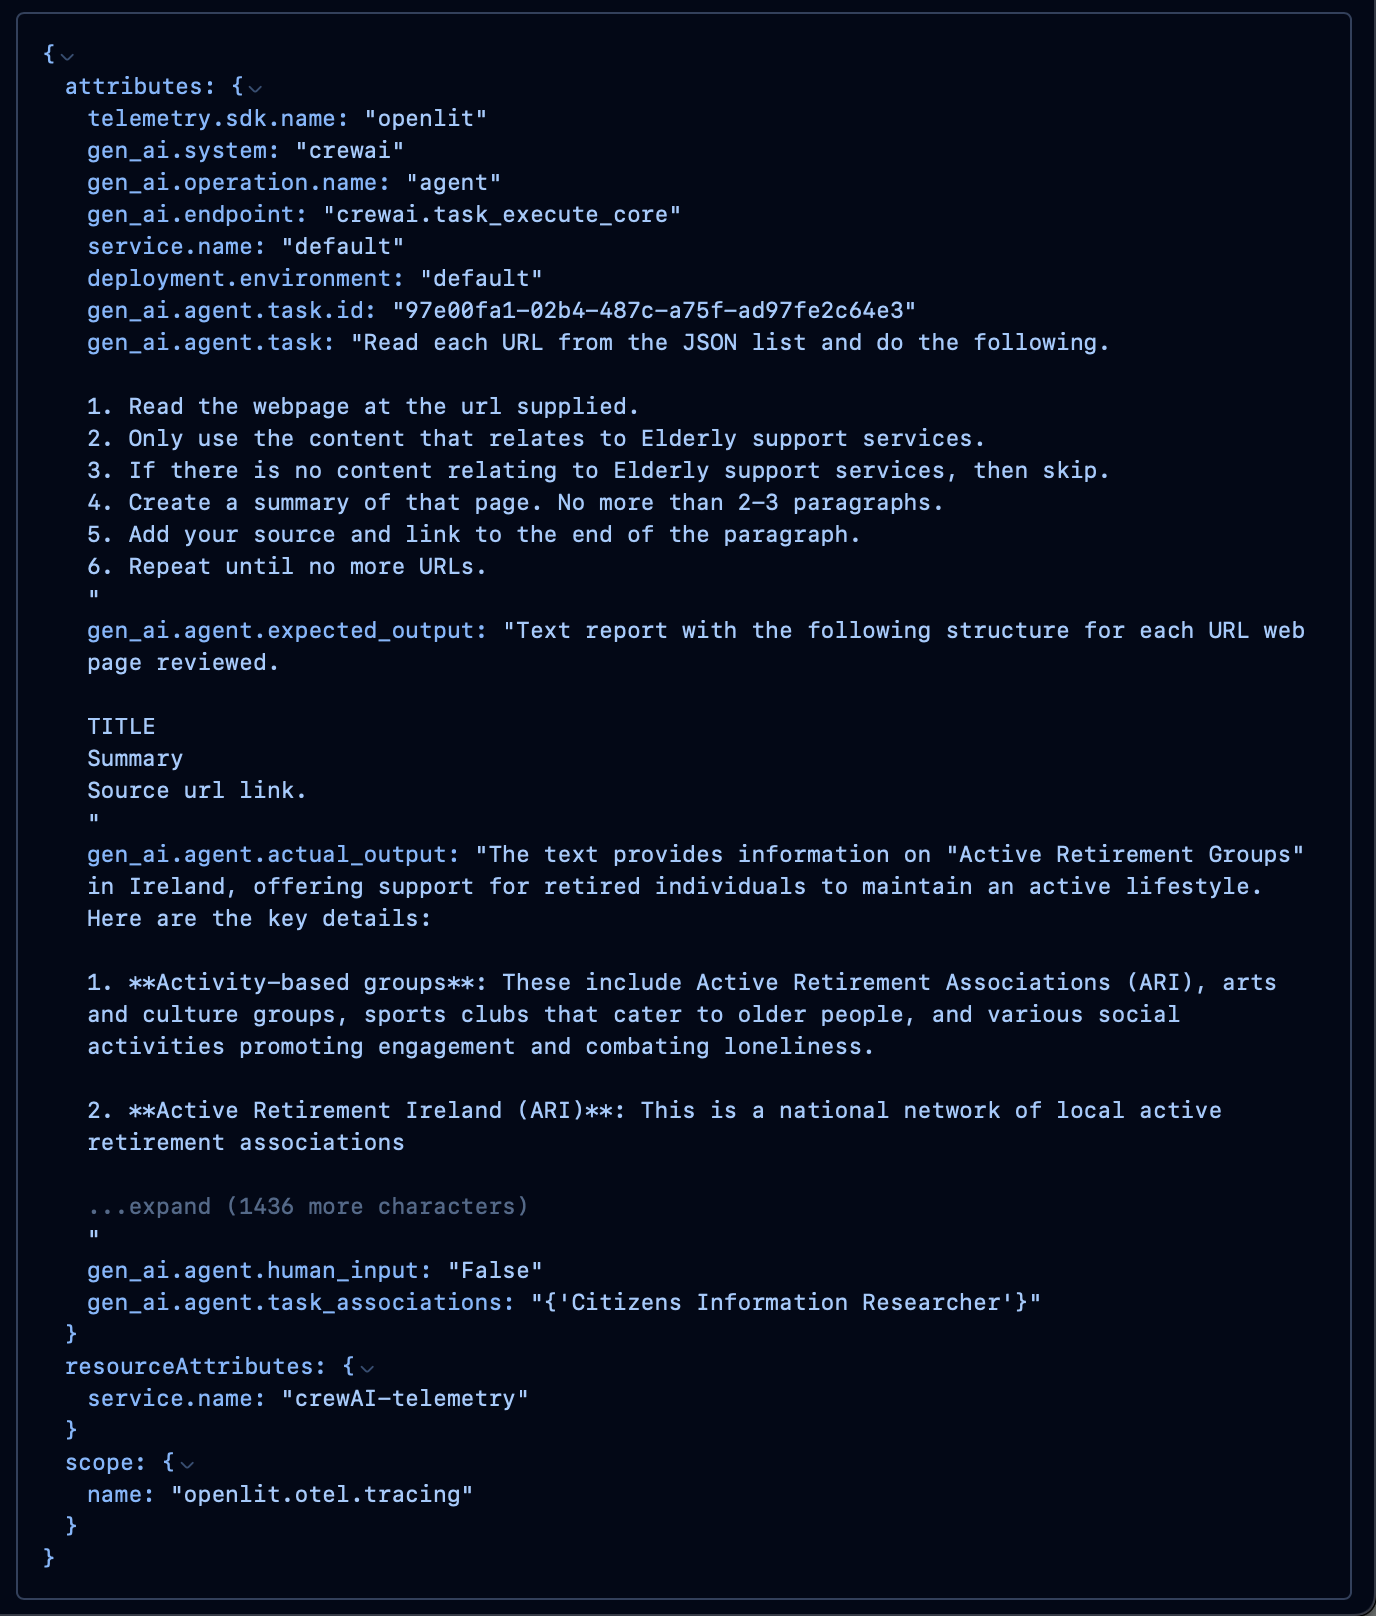 {
attributes: {
telemetry.sdk.name: "openlit"
gen_ai.system: "crewai"
gen_ai.operation.name: "agent"
gen_ai.endpoint: "crewai.task_execute_core"
service.name: "default"
deployment.environment: "default"
gen_ai.agent.task.id: "97e00fa1-02b4-487c-a75f-ad97fe2c64e3"
gen_ai.agent.task: "Read each URL from the JSON list and do the following.
1. Read the webpage at the url supplied.
2. Only use the content that relates to Elderly support services.
3. If there is no content relating to Elderly support services, then skip.
4. Create a summary of that page. No more than 2-3 paragraphs.
5. Add your source and link to the end of the paragraph.
6. Repeat until no more URLs.
"
gen_ai.agent.expected_output: "Text report with the following structure for each URL web
page reviewed.
TITLE
Summary
Source url link.
"
gen_ai.agent.actual_output: "The text provides information on "Active Retirement Groups"
in Ireland, offering support for retired individuals to maintain an active lifestyle.
Here are the key details:
1. **Activity-based groups**: These include Active Retirement Associations (ARI), arts
and culture groups, sports clubs that cater to older people, and various social
activities promoting engagement and combating loneliness.
2. **Active Retirement Ireland (ARI)**: This is a national network of local active
retirement associations
...expand (1436 more characters)
"
gen_ai.agent.human_input: "False"
gen_ai.agent.task_associations: "{'Citizens Information Researcher'}"
}
resourceAttributes: {
service.name: "crewAI-telemetry"
}
scope: {
name: "openlit.otel.tracing"
}
}